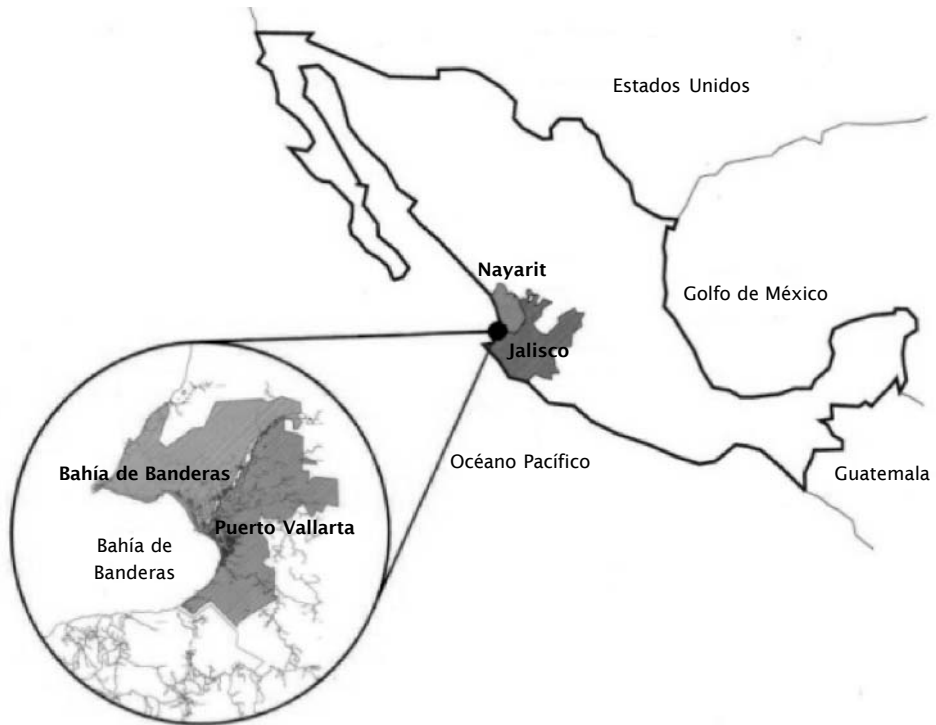 Estados Unidos
Nayarit
Golfo de México
Jalisco
Océano Pacífico
Guatemala
Bahía de Banderas
Puerto Vallarta
Bahía de
Banderas